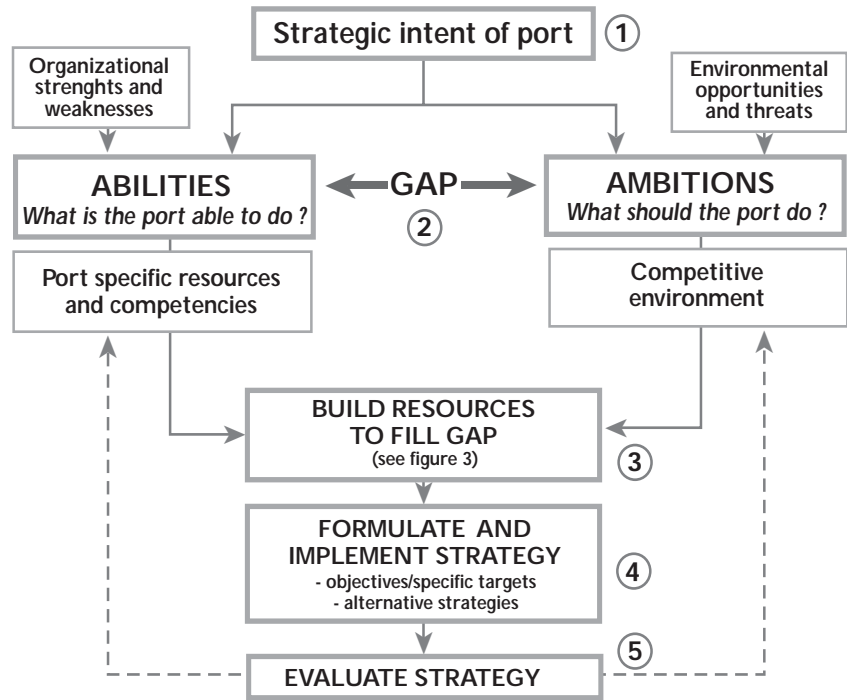 Strategic intent of port
1
Organizational
strenghts and
weaknesses
Environmental
opportunities
and threats
ABILITIES
What is the port able to do ?
GAP
2
AMBITIONS
What should the port do ?
Port specific resources
and competencies
Competitive
environment
BUILD RESOURCES
TO FILL GAP
(see figure 3)
3
FORMULATE AND
IMPLEMENT STRATEGY
- objectives/specific targets
- alternative strategies
4
5
EVALUATE STRATEGY